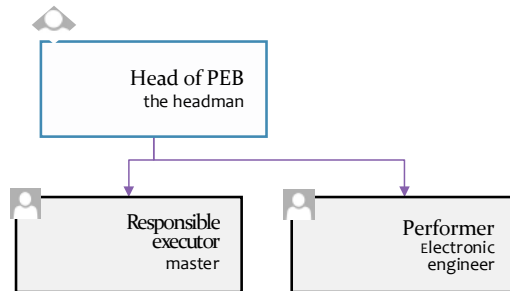 Head of PEB
the headman
Responsible
executor
master
Performer
Electronic
engineer